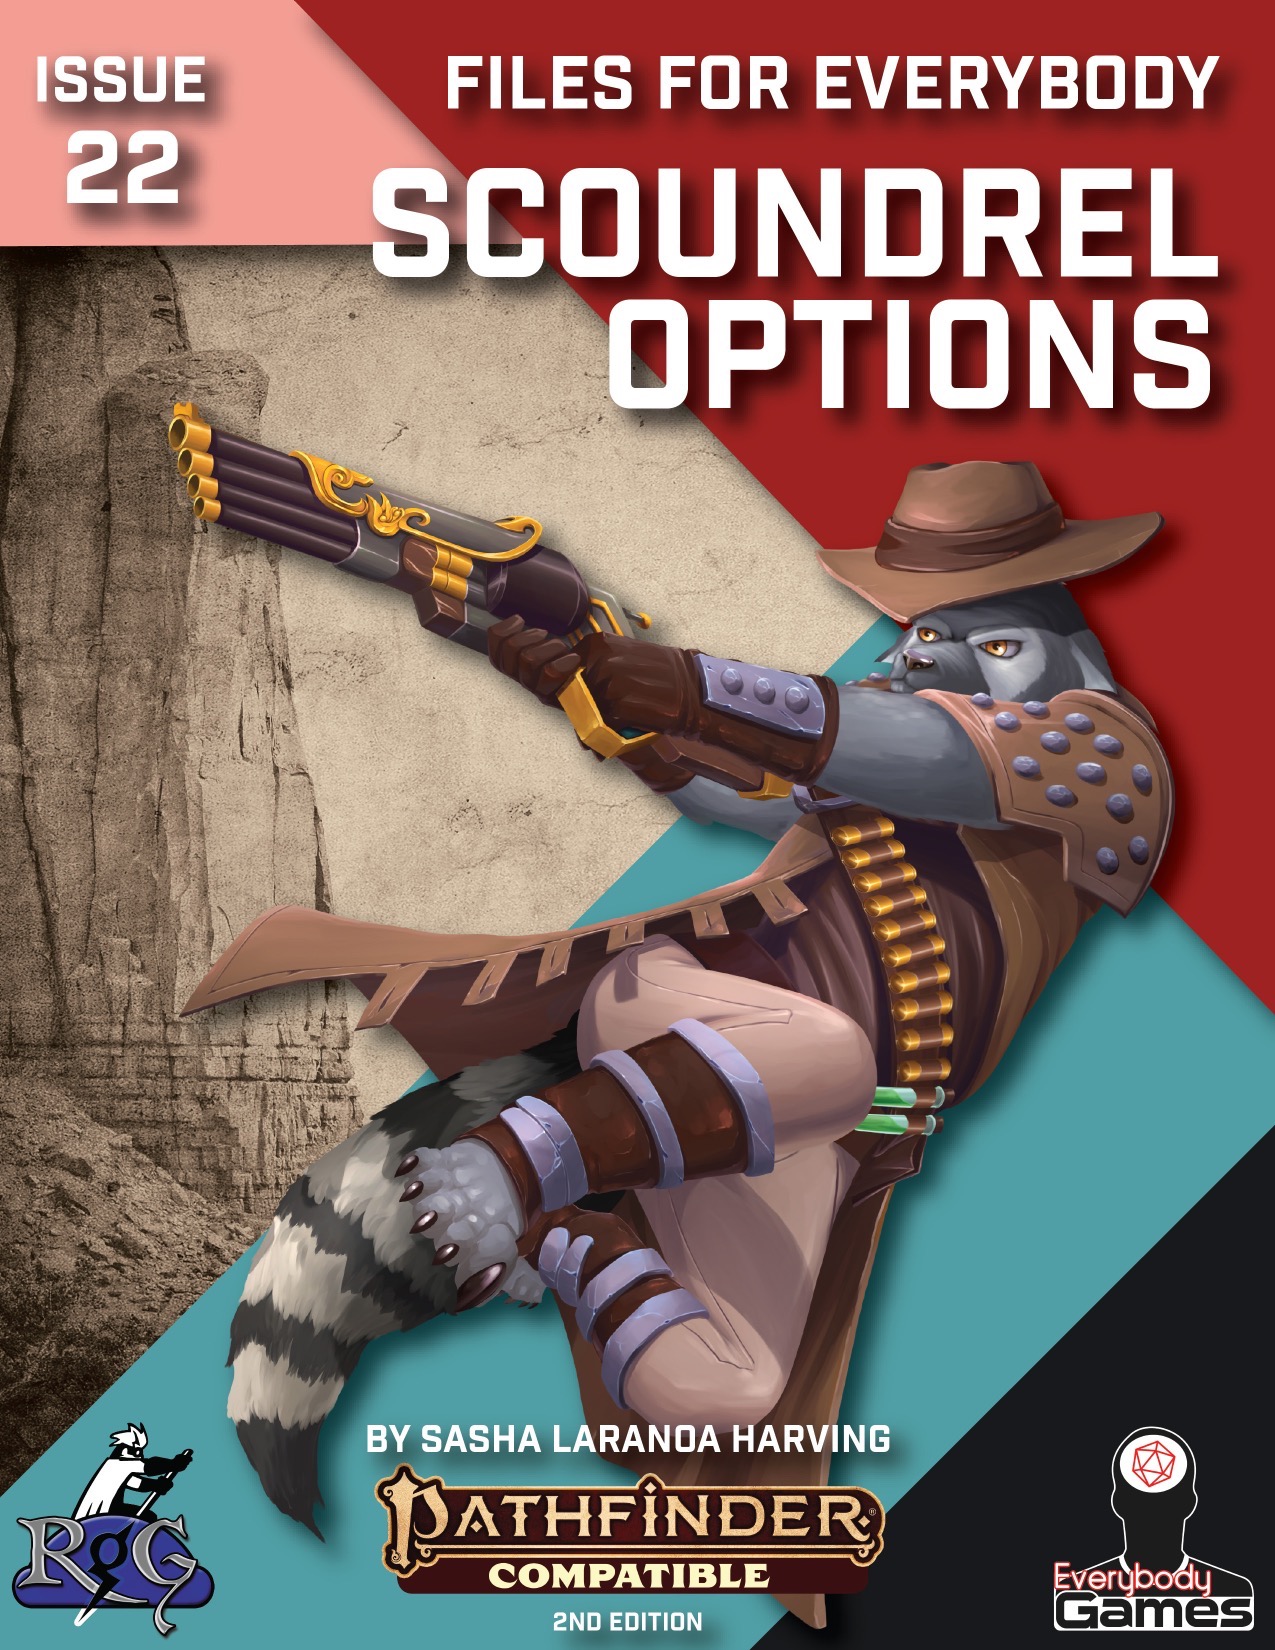 ISSUE
22
FILES FOR EVERYBODY
SCOUNDREL
OPTIONS
BY SASHA LARANOA HARVING
PATHFINDER®
COMPATIBLE
2ND EDITION
RGG
Everybody
Games